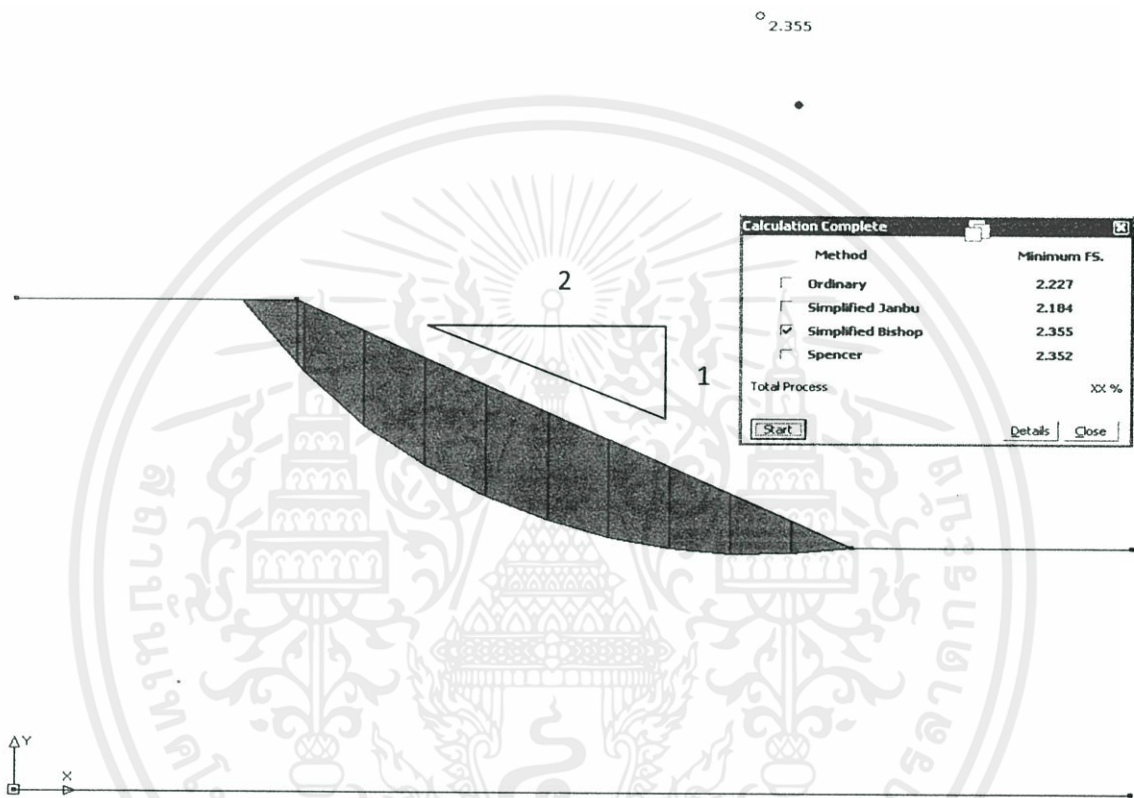 2.355
Calculation Complete
Method Minimum FS.
Ordinary 2.227
Simplified Janbu 2.184
Simplified Bishop 2.355
Spencer 2.352
Total Process XX %
Start Details Close
2
1
Y
X